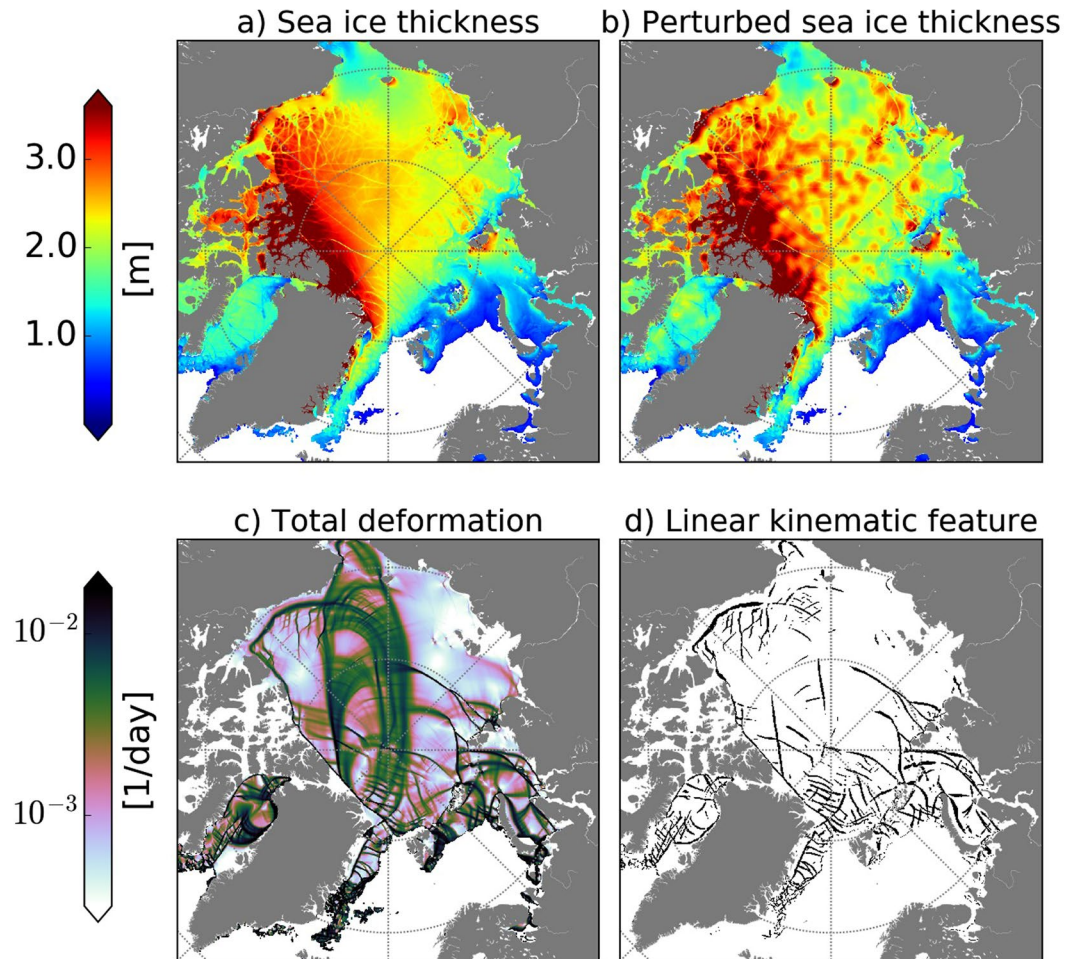 a) Sea ice thickness
b) Perturbed sea ice thickness
3.0
2.0
1.0
[m]
c) Total deformation
d) Linear kinematic feature
10⁻²
10⁻³
[1/day]